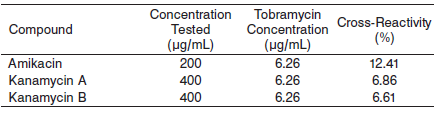 Compound Concentration Tested (µg/mL) Tobramycin Concentration (µg/mL) Cross-Reactivity (%)
Amikacin 200 6.26 12.41
Kanamycin A 400 6.26 6.86
Kanamycin B 400 6.26 6.61